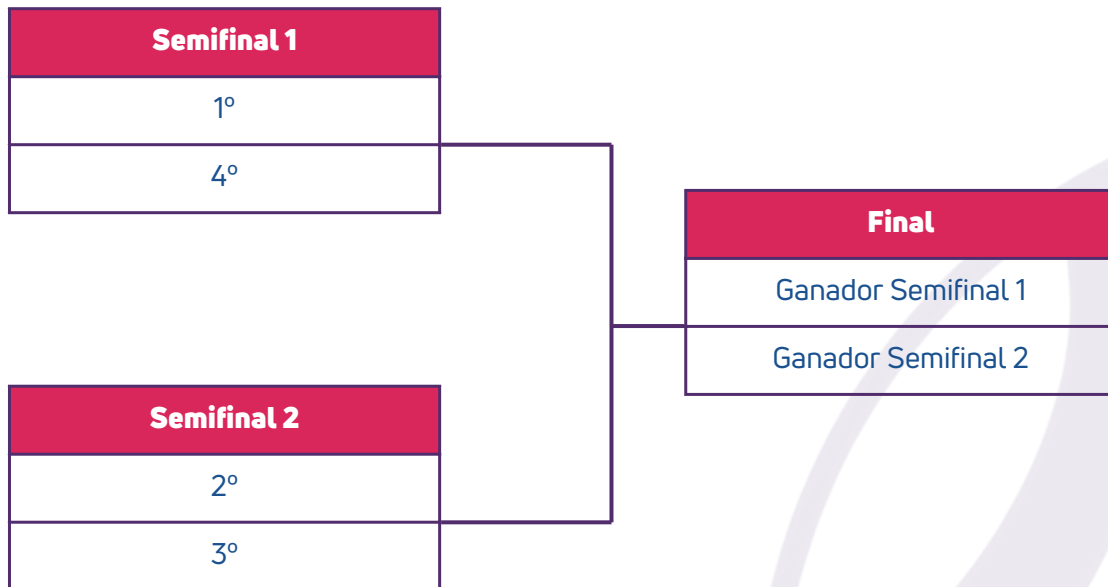 Semifinal 1
1º
4º
Final
Ganador Semifinal 1
Ganador Semifinal 2
Semifinal 2
2º
3º